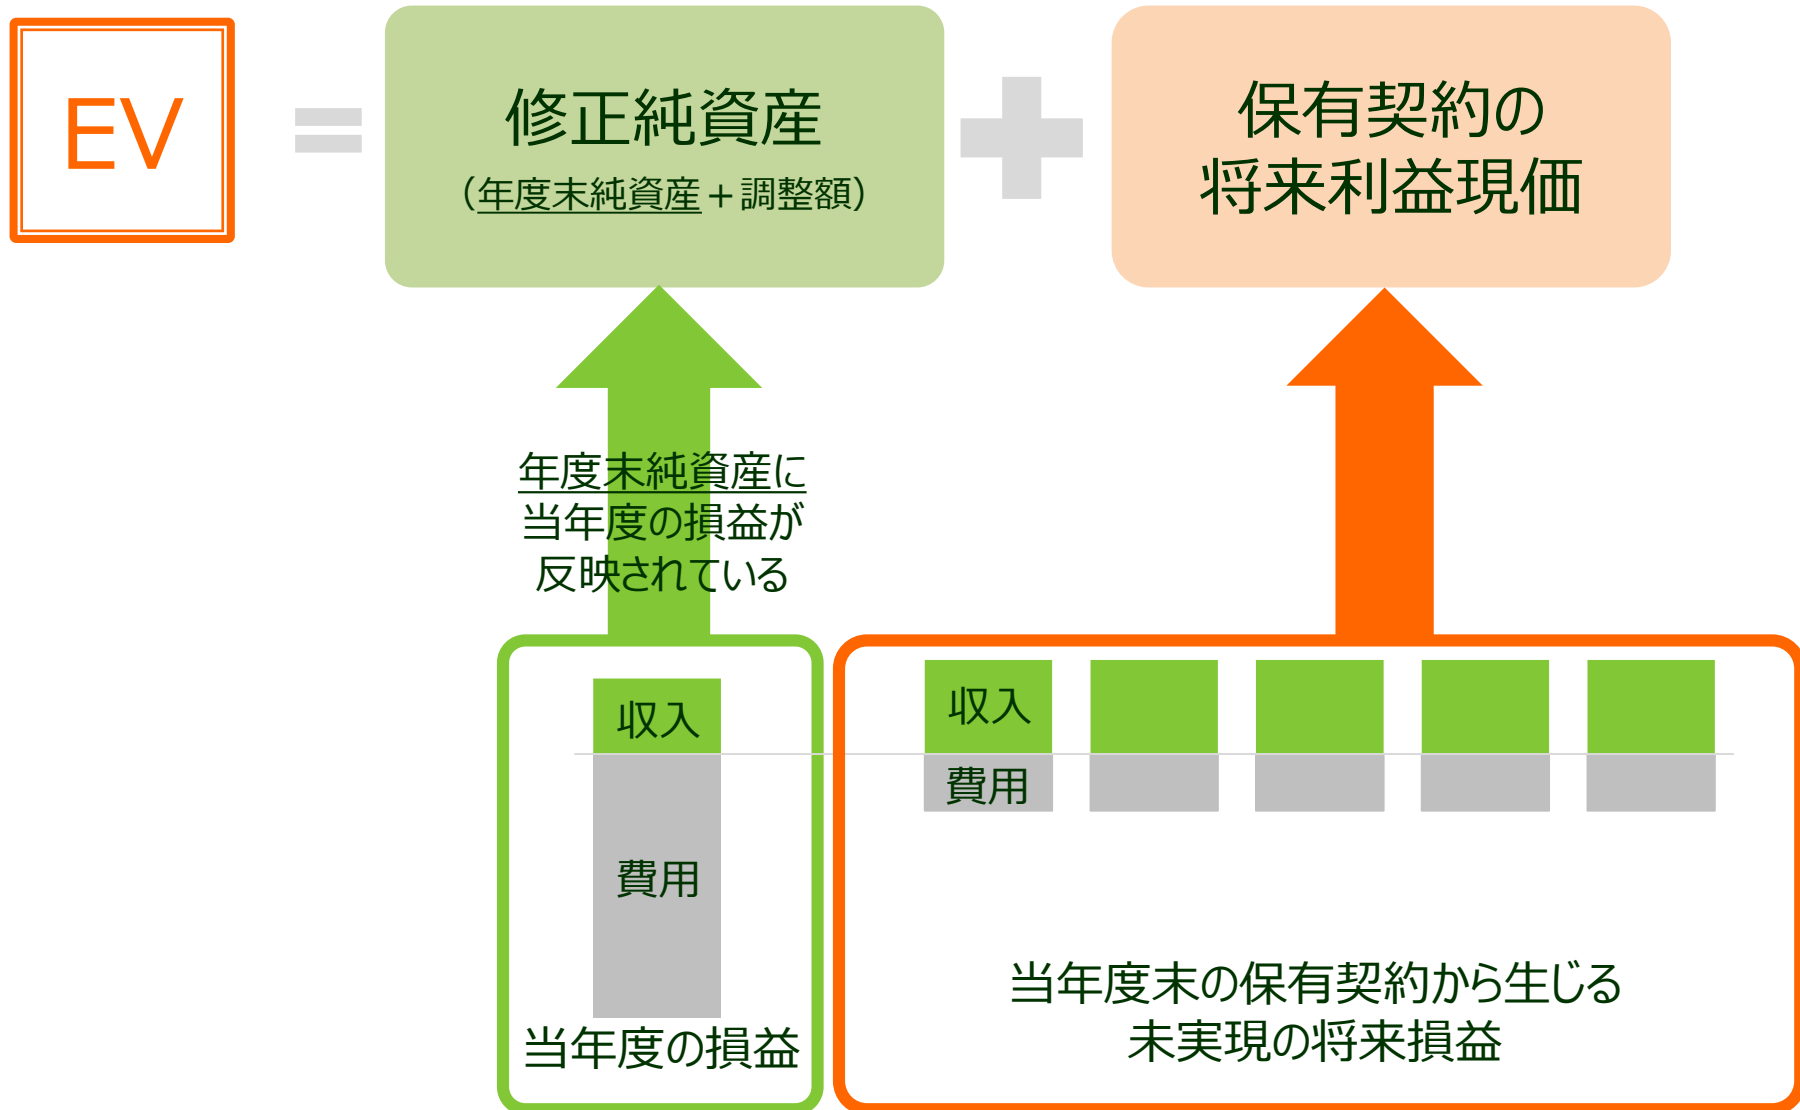 EV
=
修正純資産
（年度末純資産＋調整額）
保有契約の
将来利益現価
年度末純資産に
当年度の損益が
反映されている
収入
費用
当年度の損益
収入
費用
当年度末の保有契約から生じる
未実現の将来損益